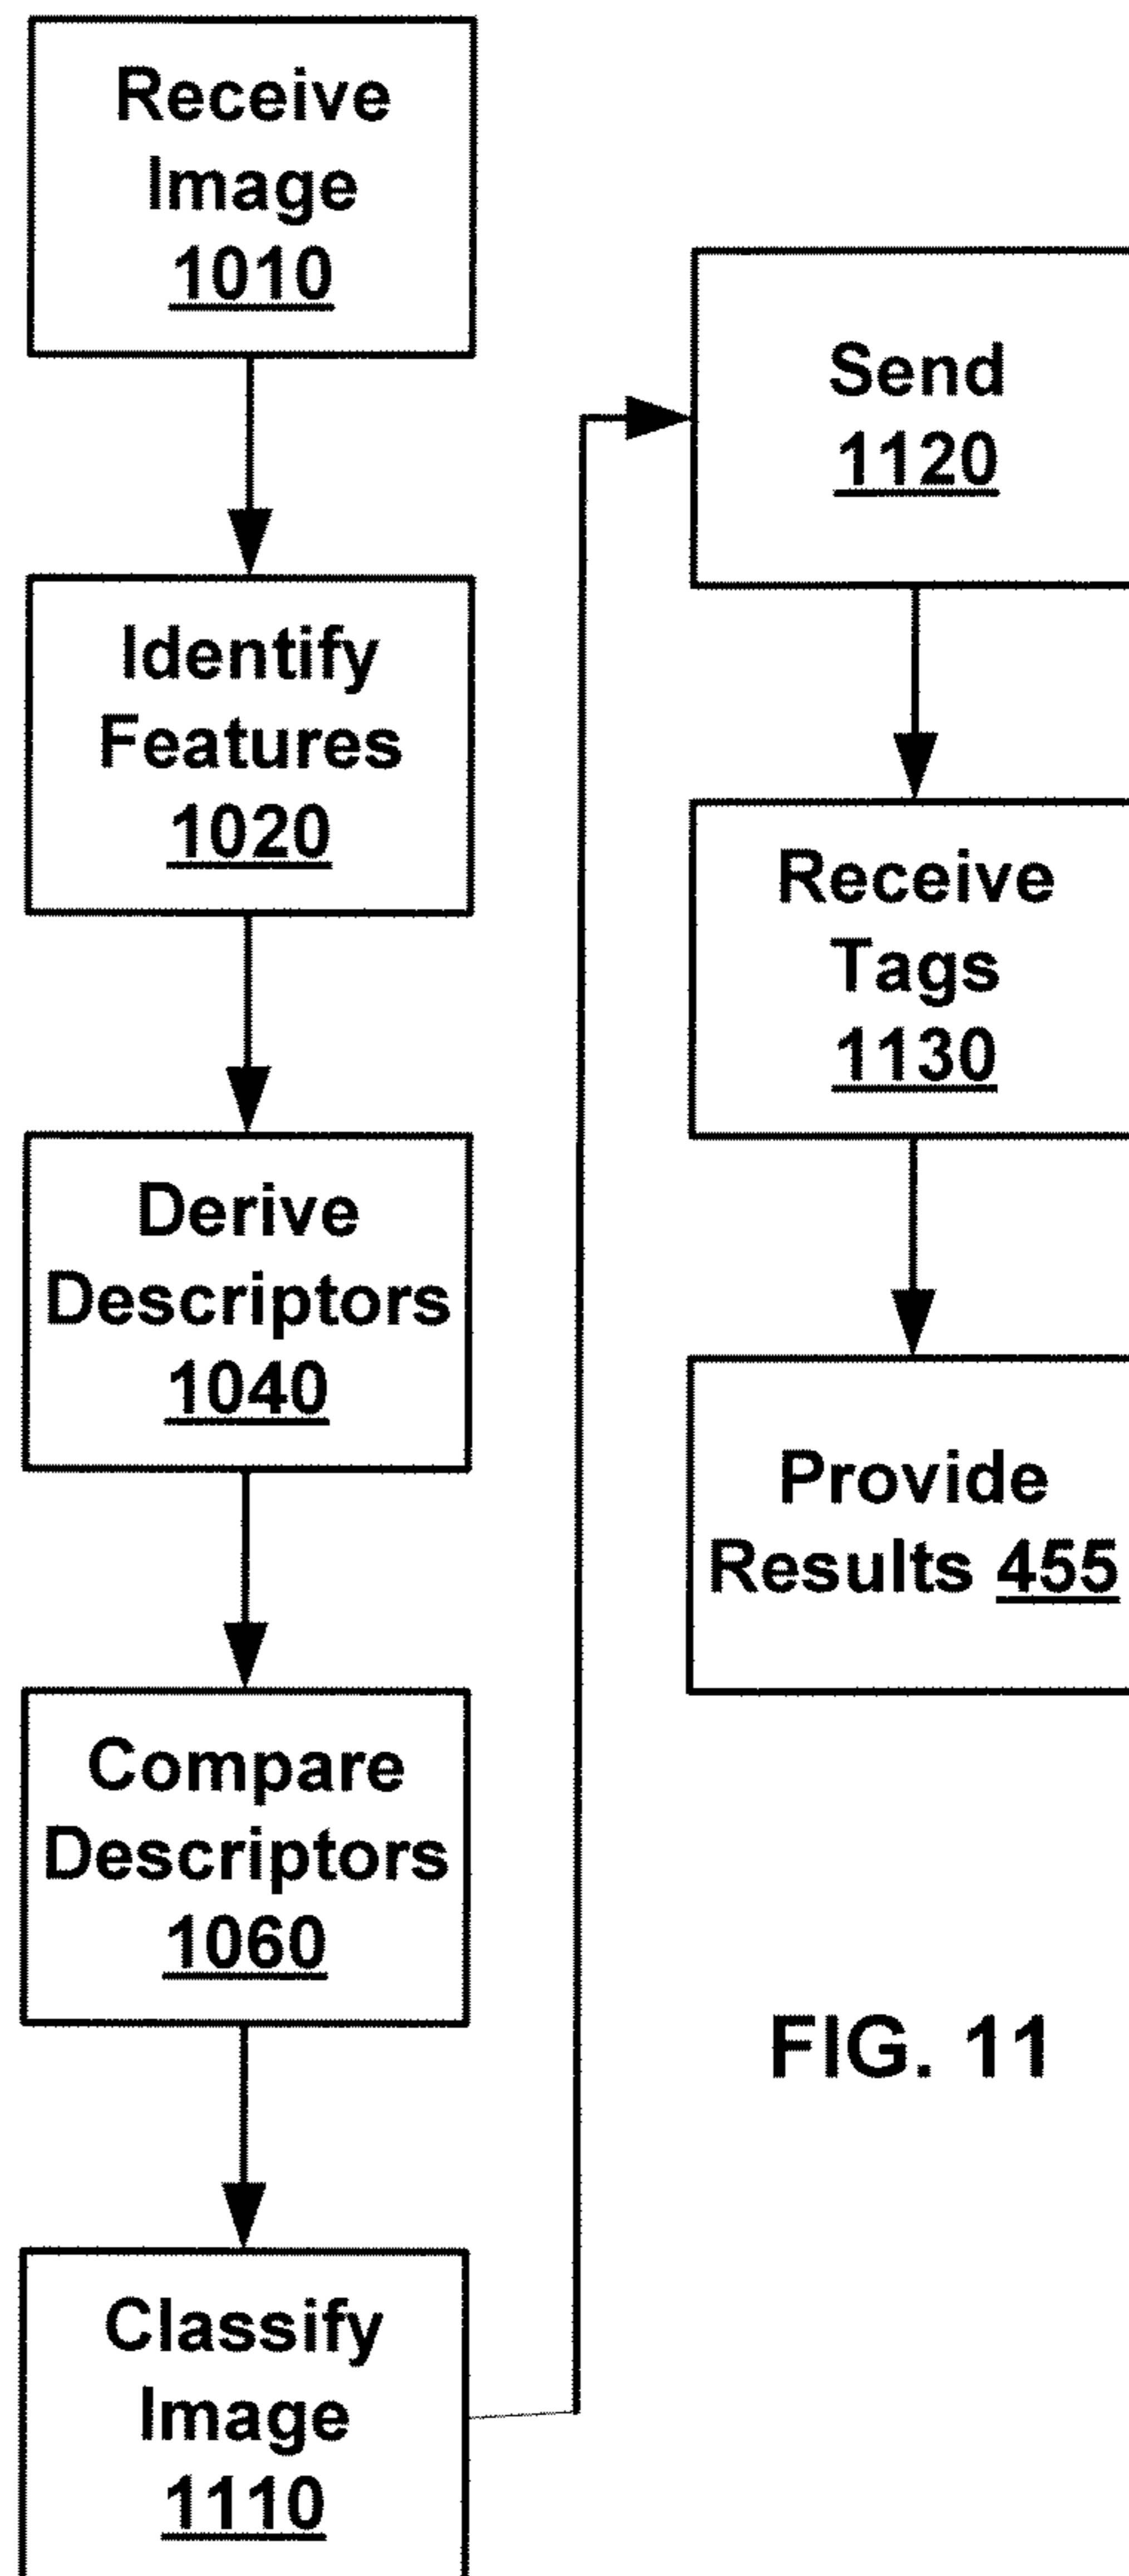 Receive
Image
1010
Identify
Features
1020
Derive
Descriptors
1040
Compare
Descriptors
1060
Classify
Image
1110
Send
1120
Receive
Tags
1130
Provide
Results 455
FIG. 11